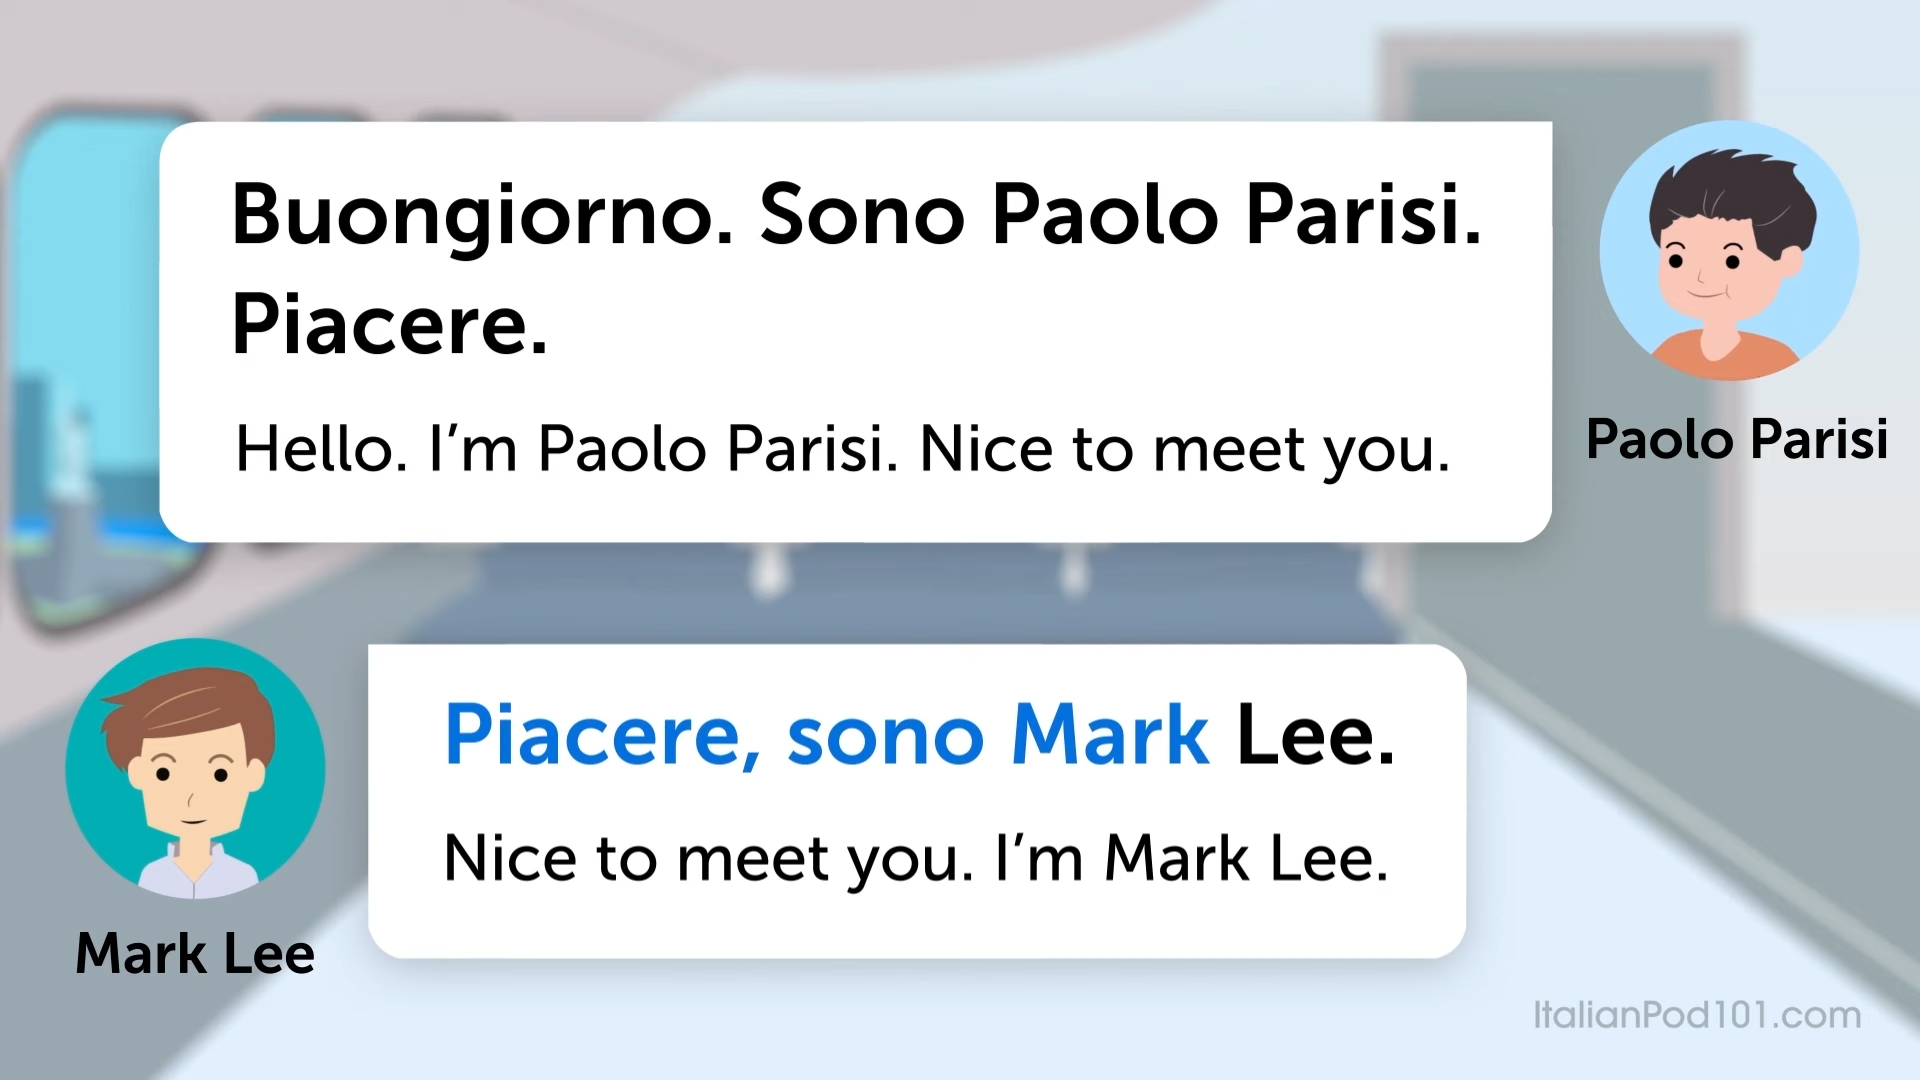 Buongiorno. Sono Paolo Parisi.
Piacere.
Hello. I’m Paolo Parisi. Nice to meet you.
Paolo Parisi
Piacere, sono Mark Lee.
Nice to meet you. I’m Mark Lee.
Mark Lee
ItalianPod101.com